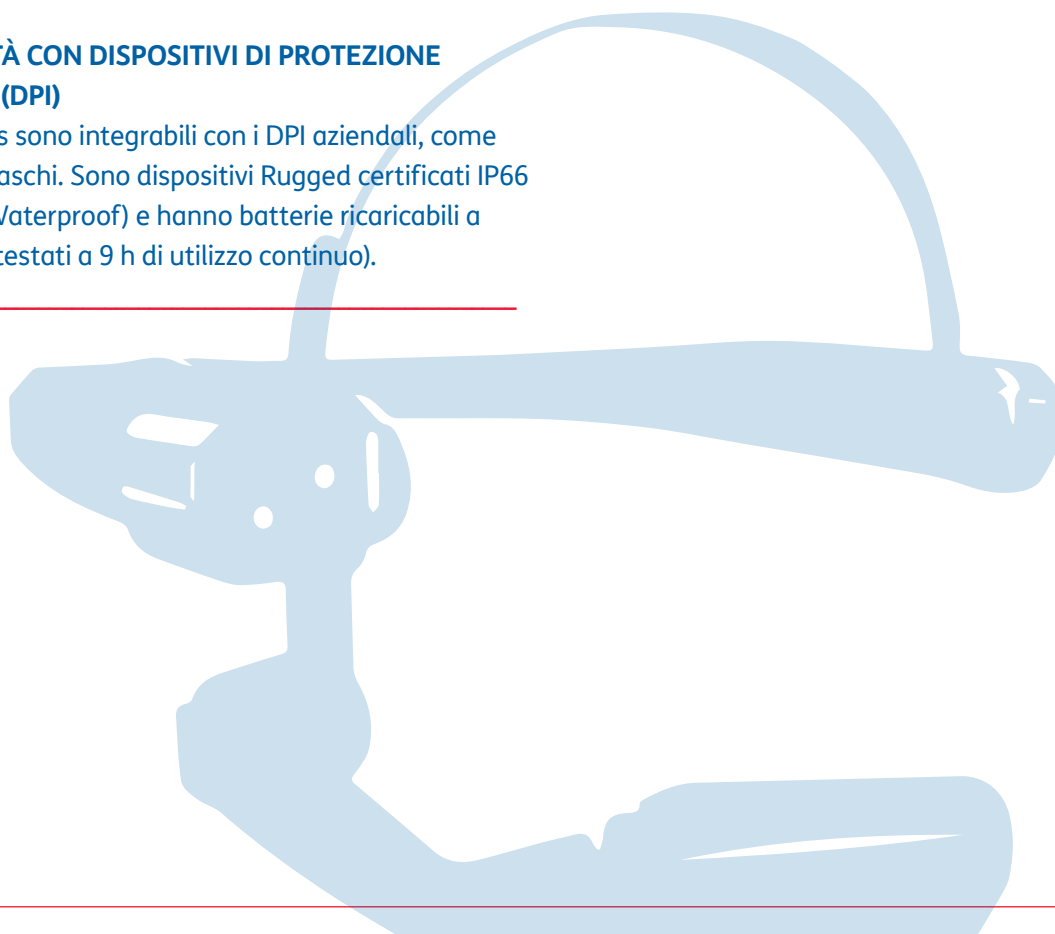 TÀ CON DISPOSITIVI DI PROTEZIONE
(DPI)
s sono integrabili con i DPI aziendali, come
aschi. Sono dispositivi Rugged certificati IP66
Waterproof) e hanno batterie ricaricabili a
testati a 9 h di utilizzo continuo).